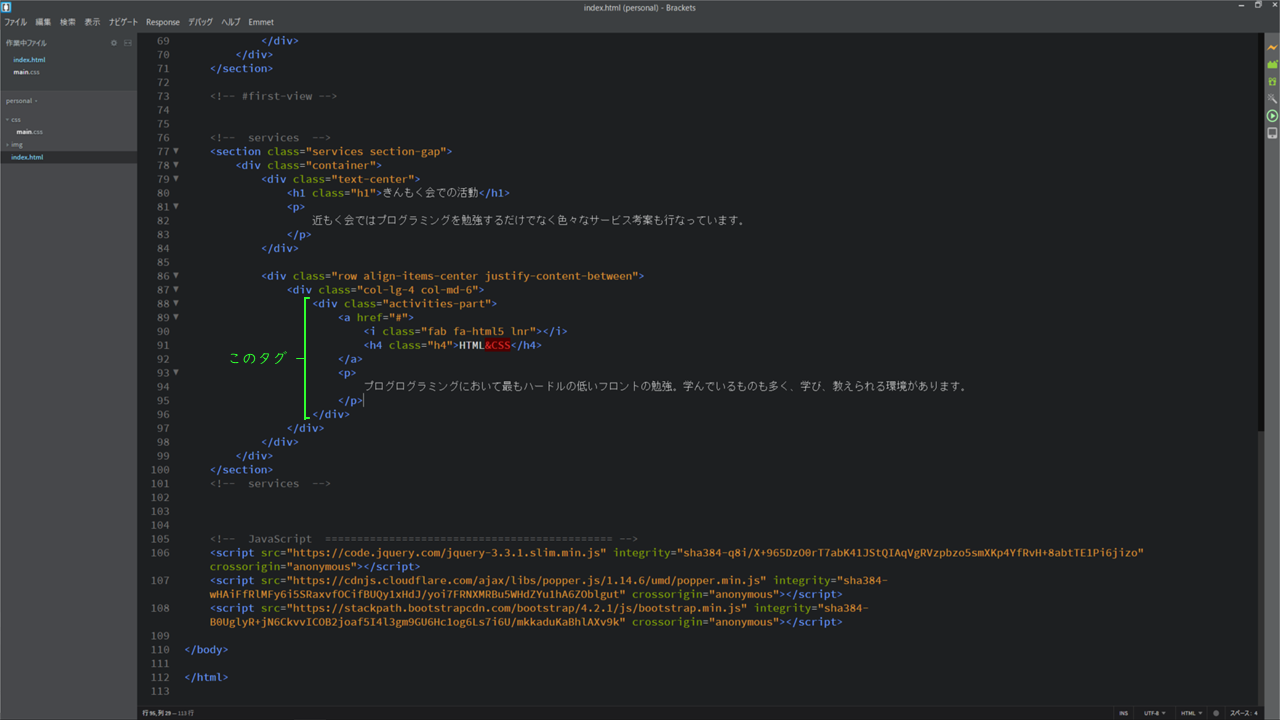 index.html (personal) - Brackets
ファイル 編集 検索 表示 ナビゲート Response デバッグ ヘルプ Emmet
作業中ファイル
index.html
main.css
personal
css
main.css
img
index.html
69 </div>
70 </div>
71 </section>
72
73 <!-- #first-view -->
74
75
76 <!--  services  -->
77 <section class="services section-gap">
78 <div class="container">
79 <div class="text-center">
80 <h1 class="h1">きんもく会での活動</h1>
81 <p>
82 近もく会ではプログラミングを勉強するだけでなく色々なサービス考案も行なっています。
83 </p>
84 </div>
85
86 <div class="row align-items-center justify-content-between">
87 <div class="col-lg-4 col-md-6">
88 <div class="activities-part">
89 <a href="#">
90 <i class="fab fa-html5 lnr"></i>
91 <h4 class="h4">HTML&CSS</h4>
このタグ
92 </a>
93 <p>
94 プログログラミングにおいて最もハードルの低いフロントの勉強。学んでいるものも多く、学び、教えられる環境があります。
95 </p>
96 </div>
97 </div>
98 </div>
99 </div>
100 </section>
101 <!--  services  -->
102
103
104
105 <!--  JavaScript  ============================================= -->
106 <script src="https://code.jquery.com/jquery-3.3.1.slim.min.js" integrity="sha384-q8i/X+965DzO0rT7abK41JStQIAqVgRVzpbzo5smXKp4YfRvH+8abtTE1Pi6jizo"
crossorigin="anonymous"></script>
107 <script src="https://cdnjs.cloudflare.com/ajax/libs/popper.js/1.14.6/umd/popper.min.js" integrity="sha384-
wHAiFfRlMFy6i5SRaxvfOCifBUQy1xHdJ/yoi7FRNXMRBu5WHdZYu1hA6ZOblgut" crossorigin="anonymous"></script>
108 <script src="https://stackpath.bootstrapcdn.com/bootstrap/4.2.1/js/bootstrap.min.js" integrity="sha384-
B0UglyR+jN6CkvvICOB2joaf5I4l3gm9GU6Hc1og6Ls7i6U/mkkaduKaBhlAXv9k" crossorigin="anonymous"></script>
109
110 </body>
111
112 </html>
113
行 95, 列 29 — 113 行
INS UTF-8 HTML スペース: 4